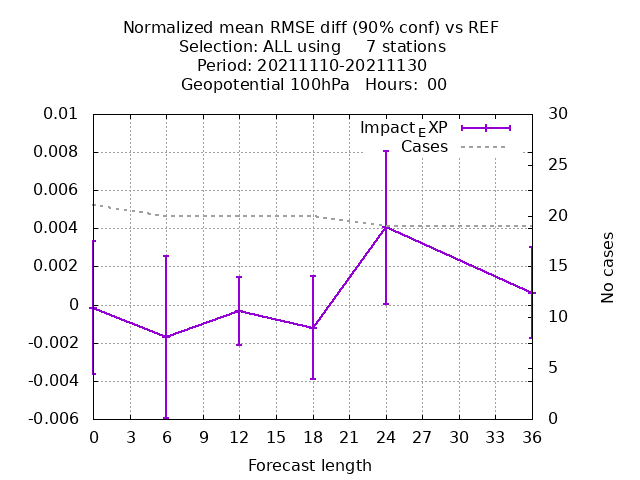 Normalized mean RMSE diff (90% conf) vs REF
Selection: ALL using     7 stations
Period: 20211110-20211130
Geopotential 100hPa   Hours:  00
0.01
0.008
0.006
0.004
0.002
0
-0.002
-0.004
-0.006
Impact_EXP
Cases
30
25
20
15
10
5
0
No cases
0 3 6 9 12 15 18 21 24 27 30 33 36
Forecast length